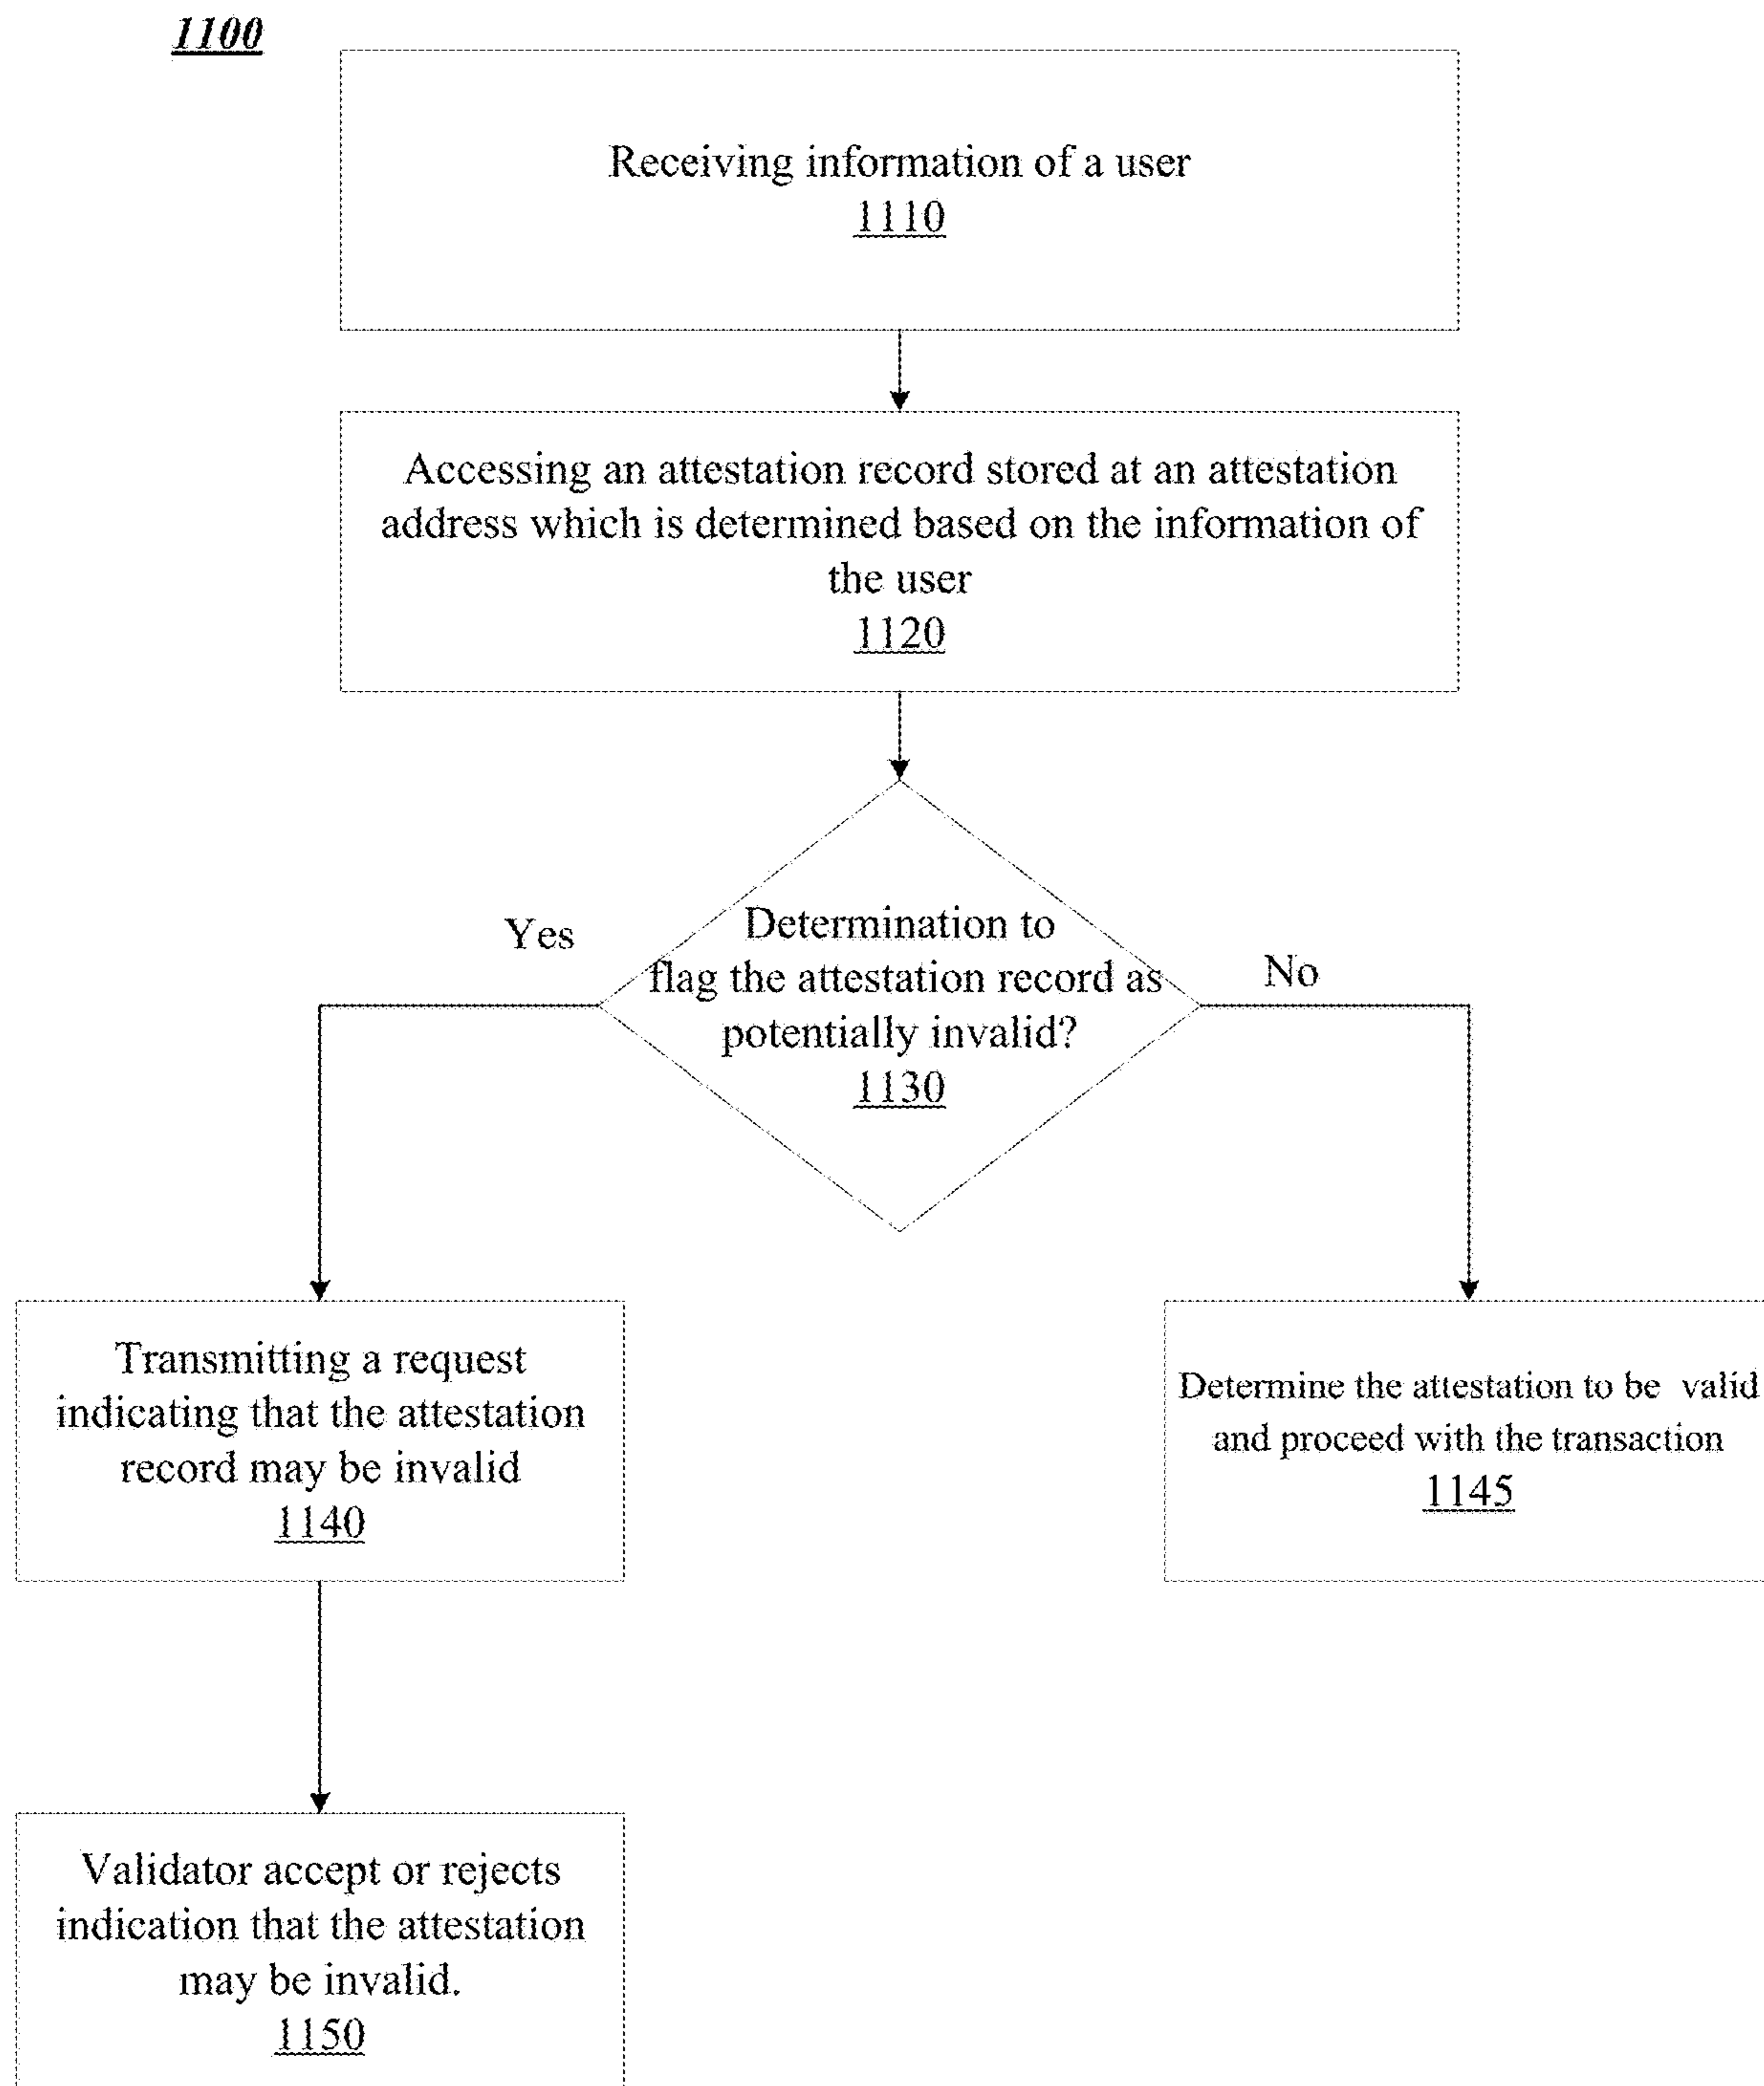 1100
Receiving information of a user
1110
Accessing an attestation record stored at an attestation
address which is determined based on the information of
the user
1120
Determination to
flag the attestation record as
potentially invalid?
1130
Yes
No
Transmitting a request
indicating that the attestation
record may be invalid
1140
Determine the attestation to be  valid
and proceed with the transaction
1145
Validator accept or rejects
indication that the attestation
may be invalid.
1150